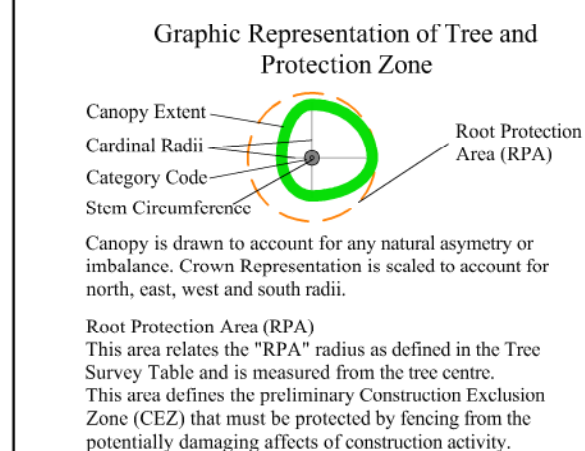 Graphic Representation of Tree and
Protection Zone
Canopy Extent
Cardinal Radii
Category Code
Stem Circumference
Root Protection
Area (RPA)
Canopy is drawn to account for any natural asymetry or
imbalance. Crown Representation is scaled to account for
north, east, west and south radii.
Root Protection Area (RPA)
This area relates the "RPA" radius as defined in the Tree
Survey Table and is measured from the tree centre.
This area defines the preliminary Construction Exclusion
Zone (CEZ) that must be protected by fencing from the
potentially damaging affects of construction activity.